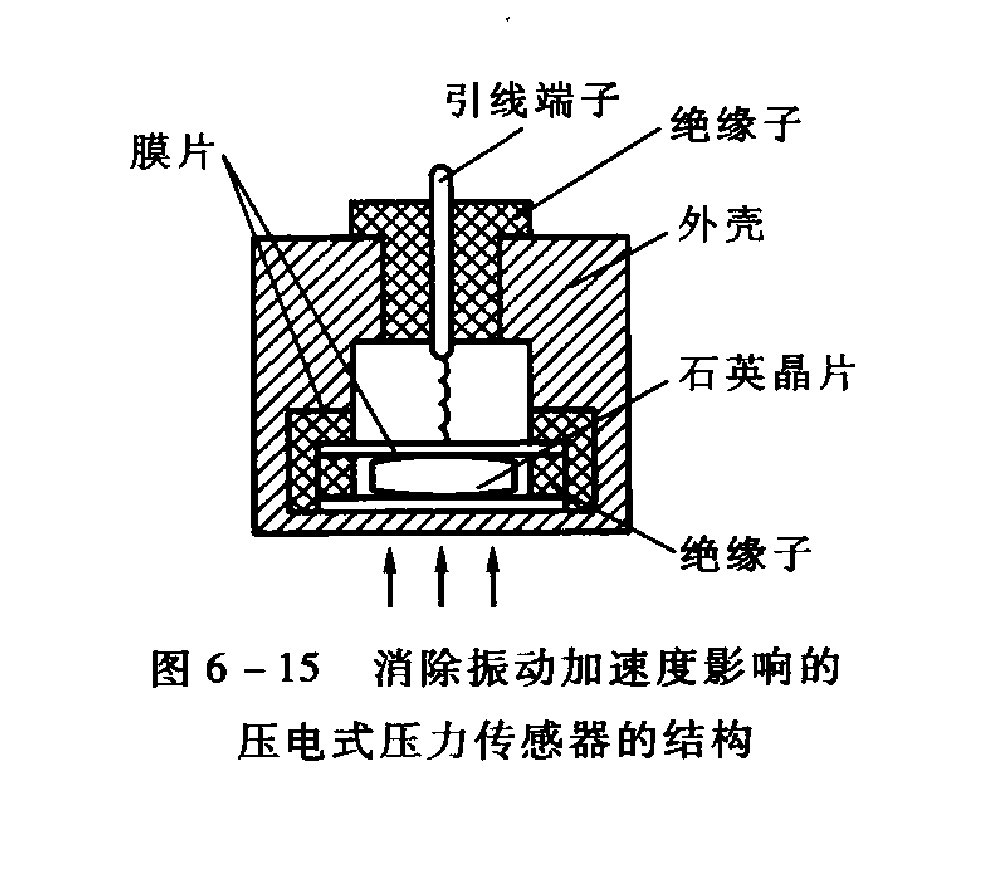 引线端子
绝缘子
膜片
外壳
石英晶片
绝缘子
图 6-15 消除振动加速度影响的
压电式压力传感器的结构